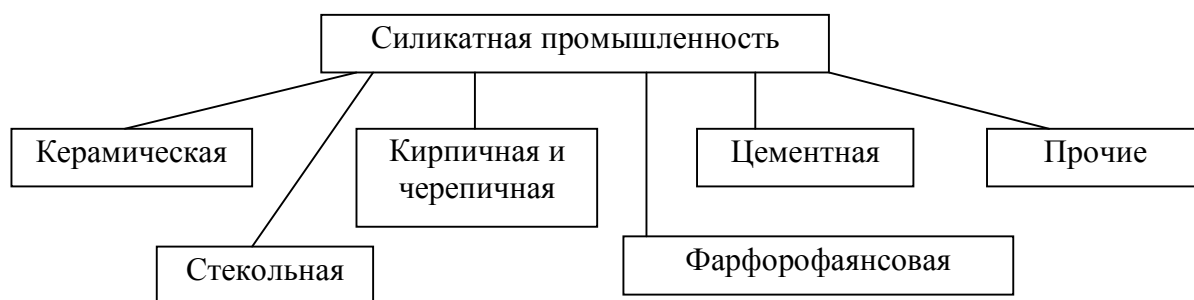 Силикатная промышленность
Керамическая
Кирпичная и
черепичная
Цементная
Прочие
Стекольная
Фарфорофаянсовая